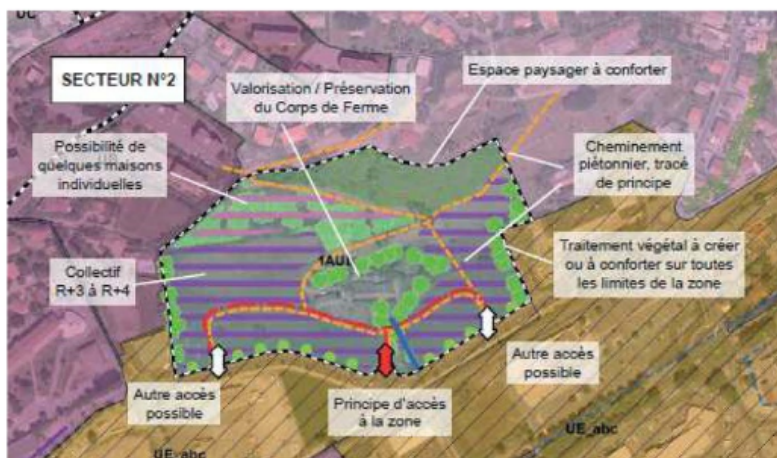 UC
SECTEUR N°2
Valorisation / Préservation
du Corps de Ferme
Espace paysager à conforter
Possibilité de
quelques maisons
individuelles
Cheminement
piétonnier, tracé
de principe
Collectif
R+3 à R+4
1AUL
Traitement végétal à créer
ou à conforter sur toutes
les limites de la zone
Autre accès
possible
Principe d'accès
à la zone
Autre accès
possible
UE_abc
UE_abc